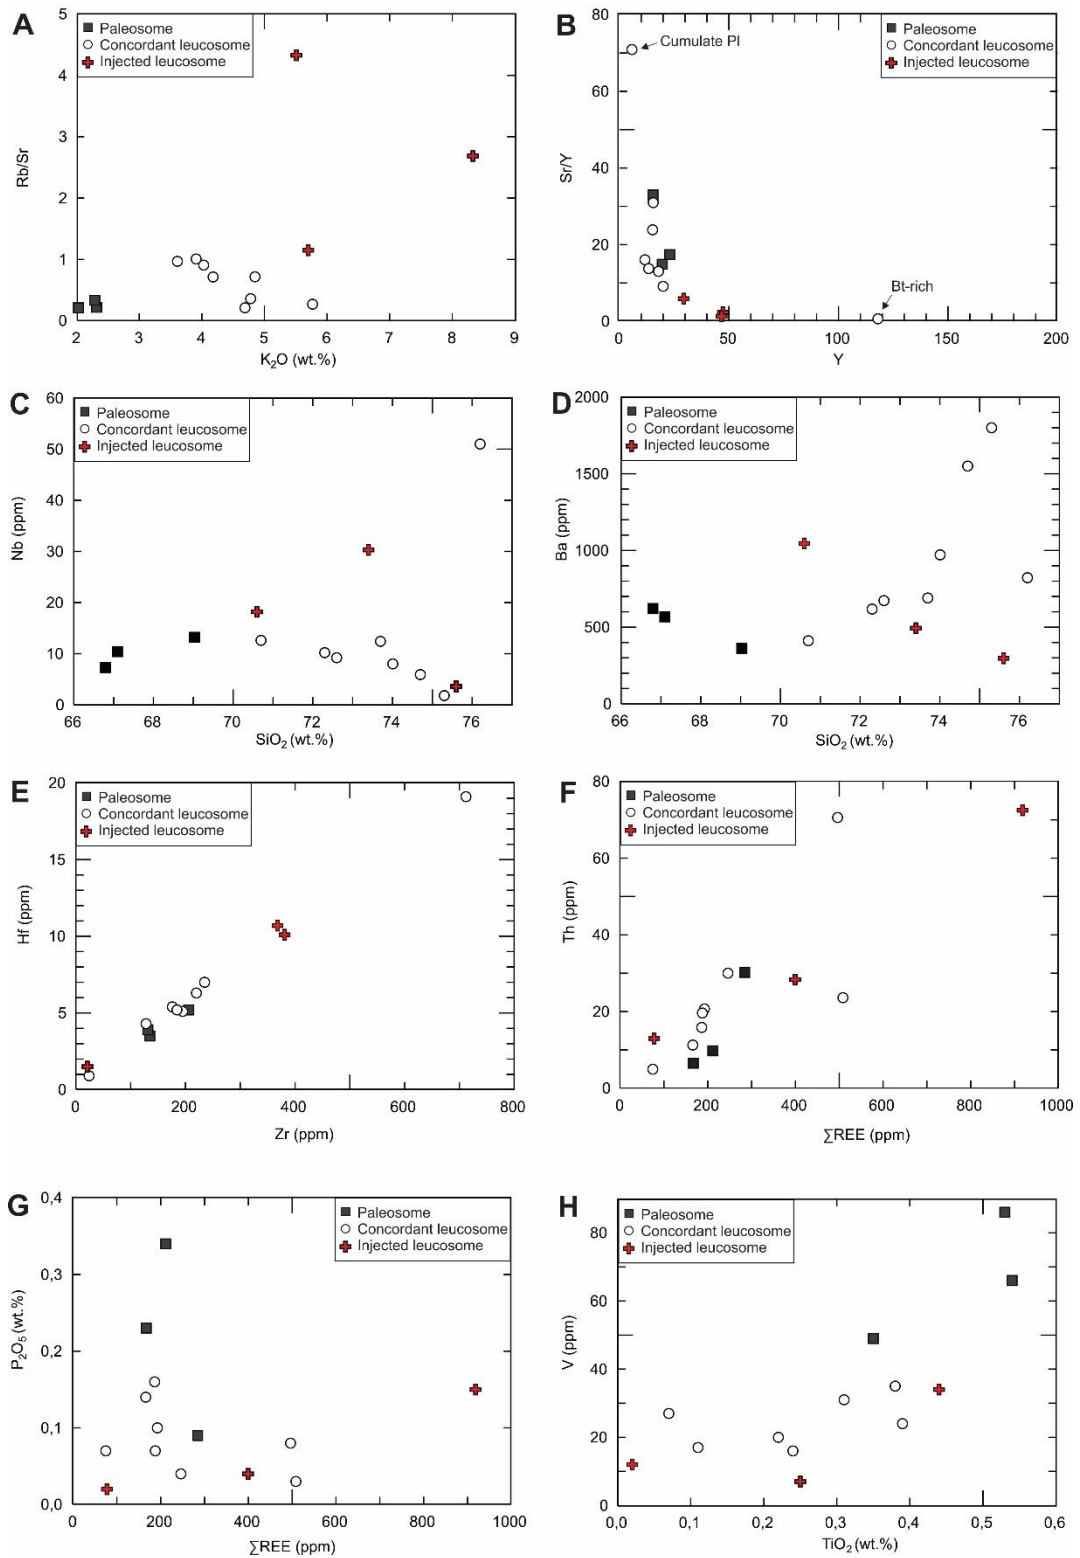 A
Paleosome
Concordant leucosome
Injected leucosome
Rb/Sr
5
4
3
2
1
0
2 3 4 5 6 7 8 9
K₂O (wt.%)
B
Paleosome
Concordant leucosome
Injected leucosome
Cumulate Pl
Bt-rich
Sr/Y
80
60
40
20
0
0 50 100 150 200
Y
C
Paleosome
Concordant leucosome
Injected leucosome
Nb (ppm)
60
50
40
30
20
10
0
66 68 70 72 74 76
SiO₂ (wt.%)
D
Paleosome
Concordant leucosome
Injected leucosome
Ba (ppm)
2000
1500
1000
500
0
66 68 70 72 74 76
SiO₂ (wt.%)
E
Paleosome
Concordant leucosome
Injected leucosome
Hf (ppm)
20
15
10
5
0
0 200 400 600 800
Zr (ppm)
F
Paleosome
Concordant leucosome
Injected leucosome
Th (ppm)
80
60
40
20
0
0 200 400 600 800 1000
∑REE (ppm)
G
Paleosome
Concordant leucosome
Injected leucosome
P₂O₅ (wt.%)
0,4
0,3
0,2
0,1
0,0
0 200 400 600 800 1000
∑REE (ppm)
H
Paleosome
Concordant leucosome
Injected leucosome
V (ppm)
80
60
40
20
0
0,0 0,1 0,2 0,3 0,4 0,5 0,6
TiO₂ (wt.%)